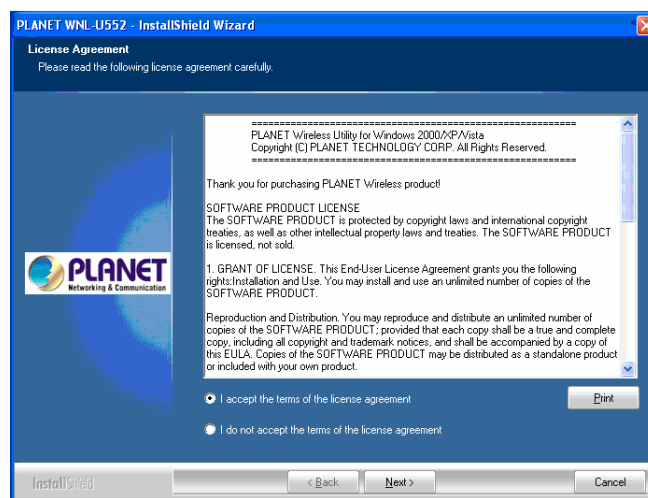 PLANET WNL-U552 - InstallShield Wizard
License Agreement
Please read the following license agreement carefully.
===========================================================
PLANET Wireless Utility for Windows 2000/XP/Vista
Copyright (C) PLANET TECHNOLOGY CORP. All Rights Reserved.
===========================================================
Thank you for purchasing PLANET Wireless product!
SOFTWARE PRODUCT LICENSE
The SOFTWARE PRODUCT is protected by copyright laws and international copyright
treaties, as well as other intellectual property laws and treaties. The SOFTWARE PRODUCT
is licensed, not sold.
1. GRANT OF LICENSE. This End-User License Agreement grants you the following
rights:Installation and Use. You may install and use an unlimited number of copies of the
SOFTWARE PRODUCT.
Reproduction and Distribution. You may reproduce and distribute an unlimited number of
copies of the SOFTWARE PRODUCT; provided that each copy shall be a true and complete
copy, including all copyright and trademark notices, and shall be accompanied by a copy of
this EULA. Copies of the SOFTWARE PRODUCT may be distributed as a standalone product
or included with your own product.
PLANET
Networking & Communication
I accept the terms of the license agreement
Print
I do not accept the terms of the license agreement
InstallShield
< Back
Next >
Cancel